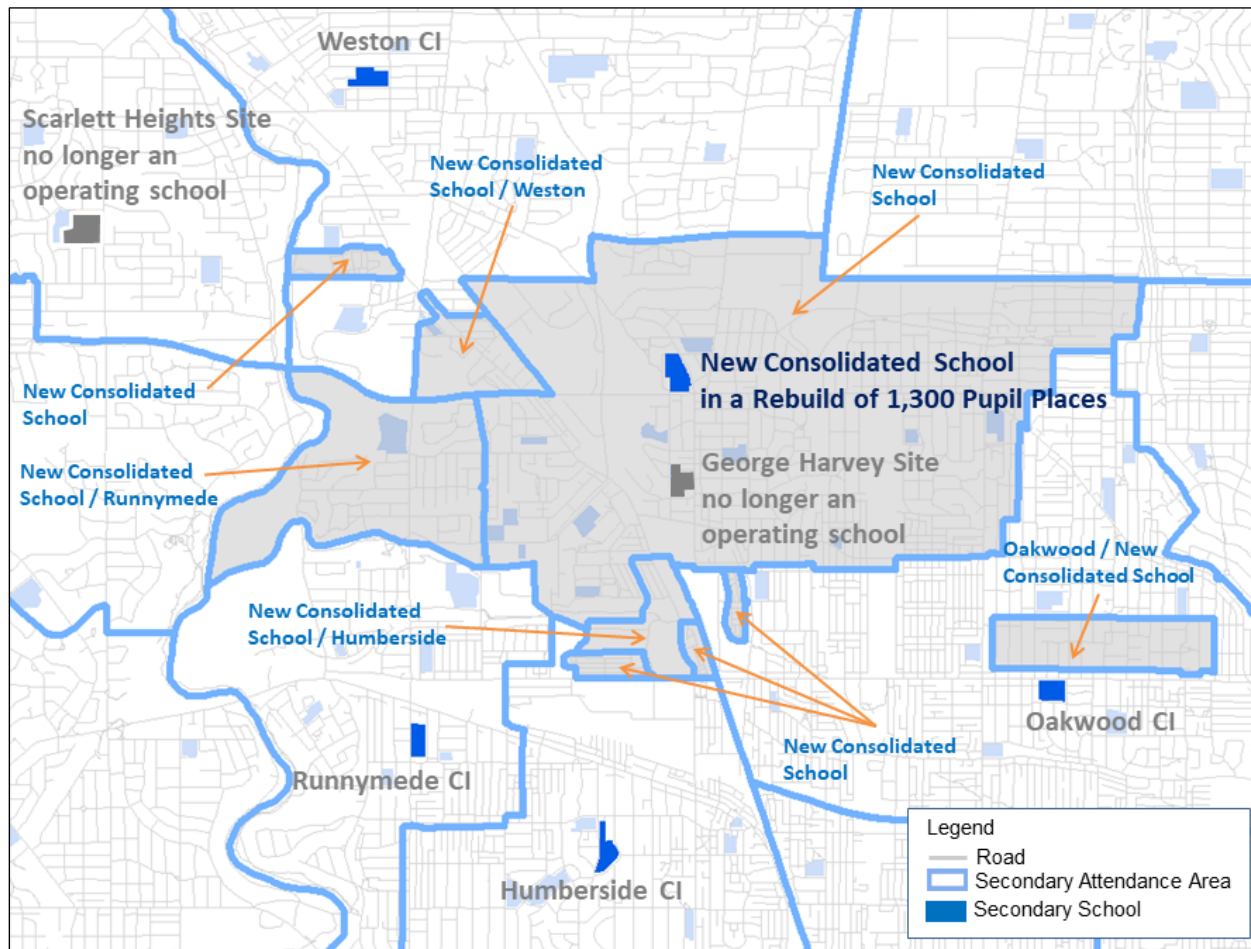 Weston CI
Scarlett Heights Site
no longer an
operating school
New Consolidated
School / Weston
New Consolidated
School
New Consolidated School
in a Rebuild of 1,300 Pupil Places
New Consolidated
School
George Harvey Site
no longer an
operating school
New Consolidated
School / Runnymede
Oakwood / New
Consolidated School
New Consolidated
School / Humberside
Oakwood CI
New Consolidated
School
Runnymede CI
Humberside CI
Legend
Road
Secondary Attendance Area
Secondary School